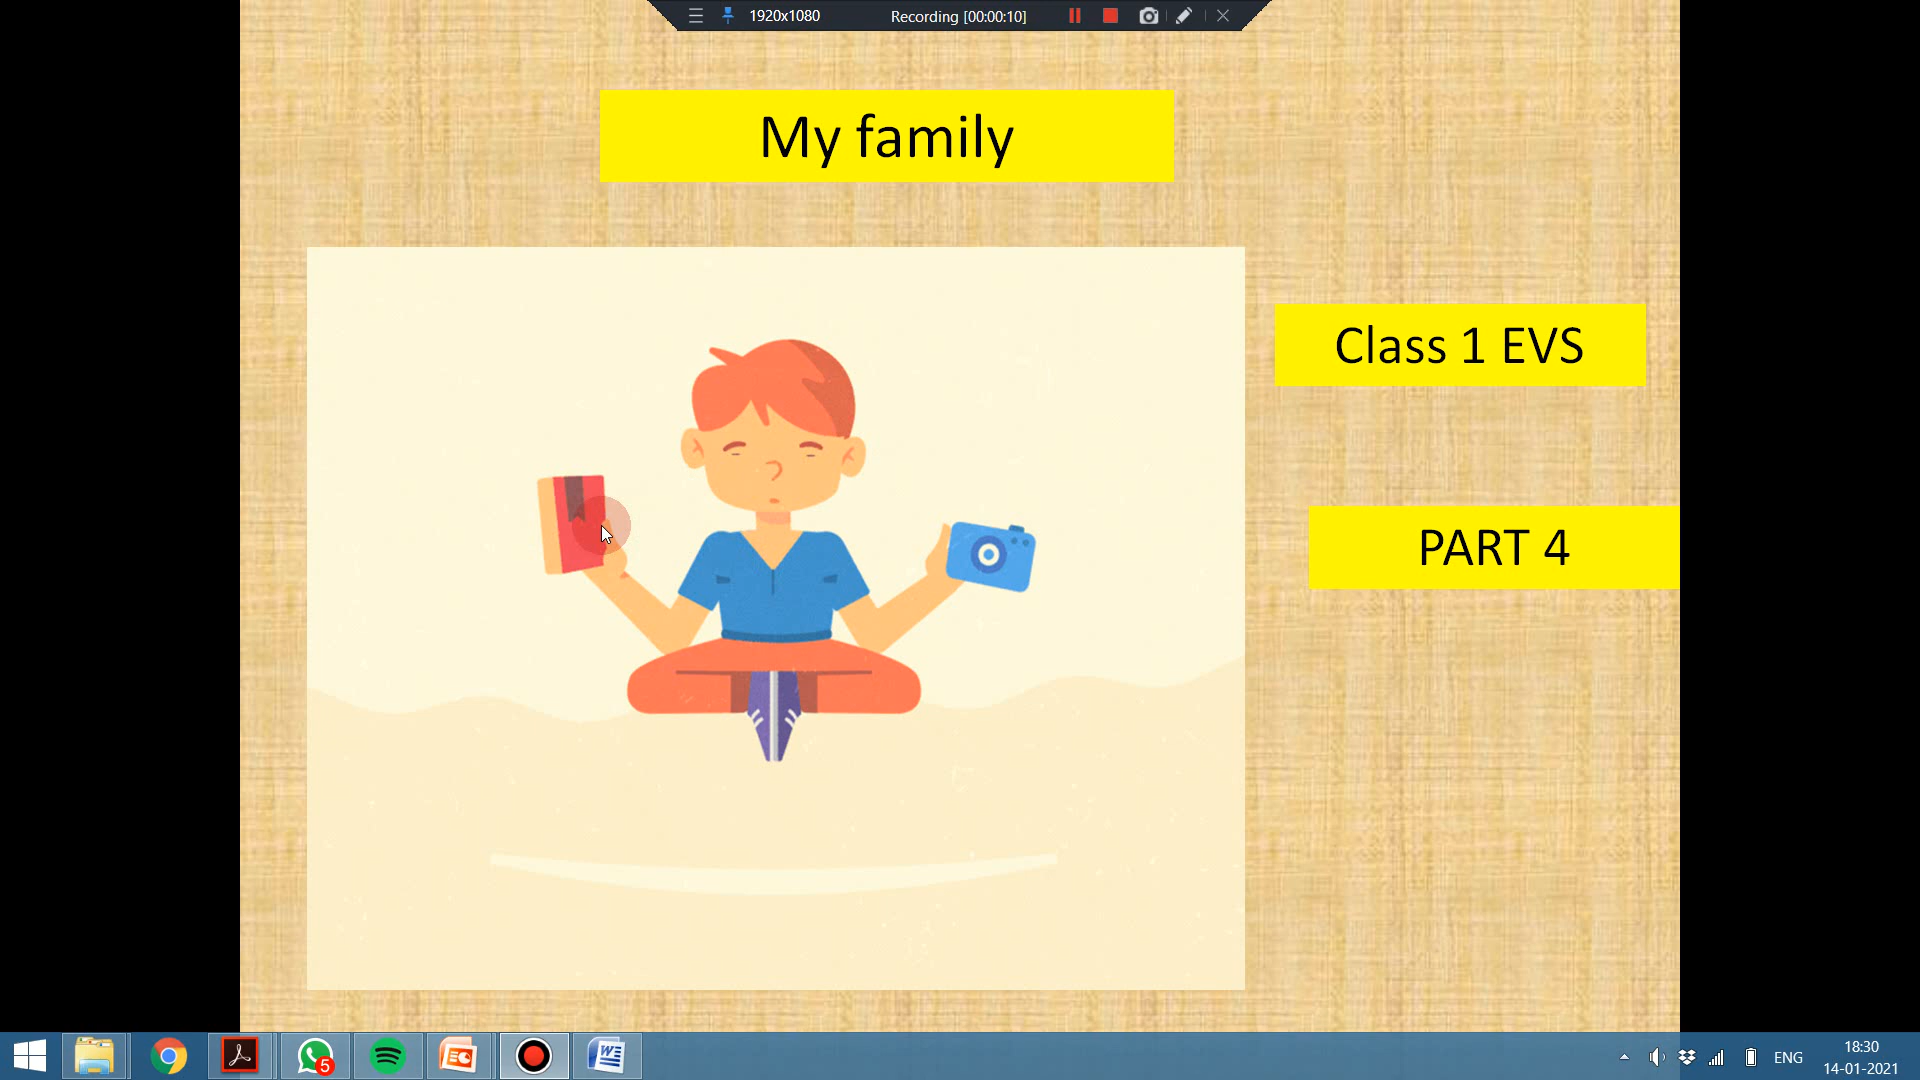 1920x1080
Recording [00:00:10]
My family
Class 1 EVS
PART 4
5
ENG
18:30
14-01-2021